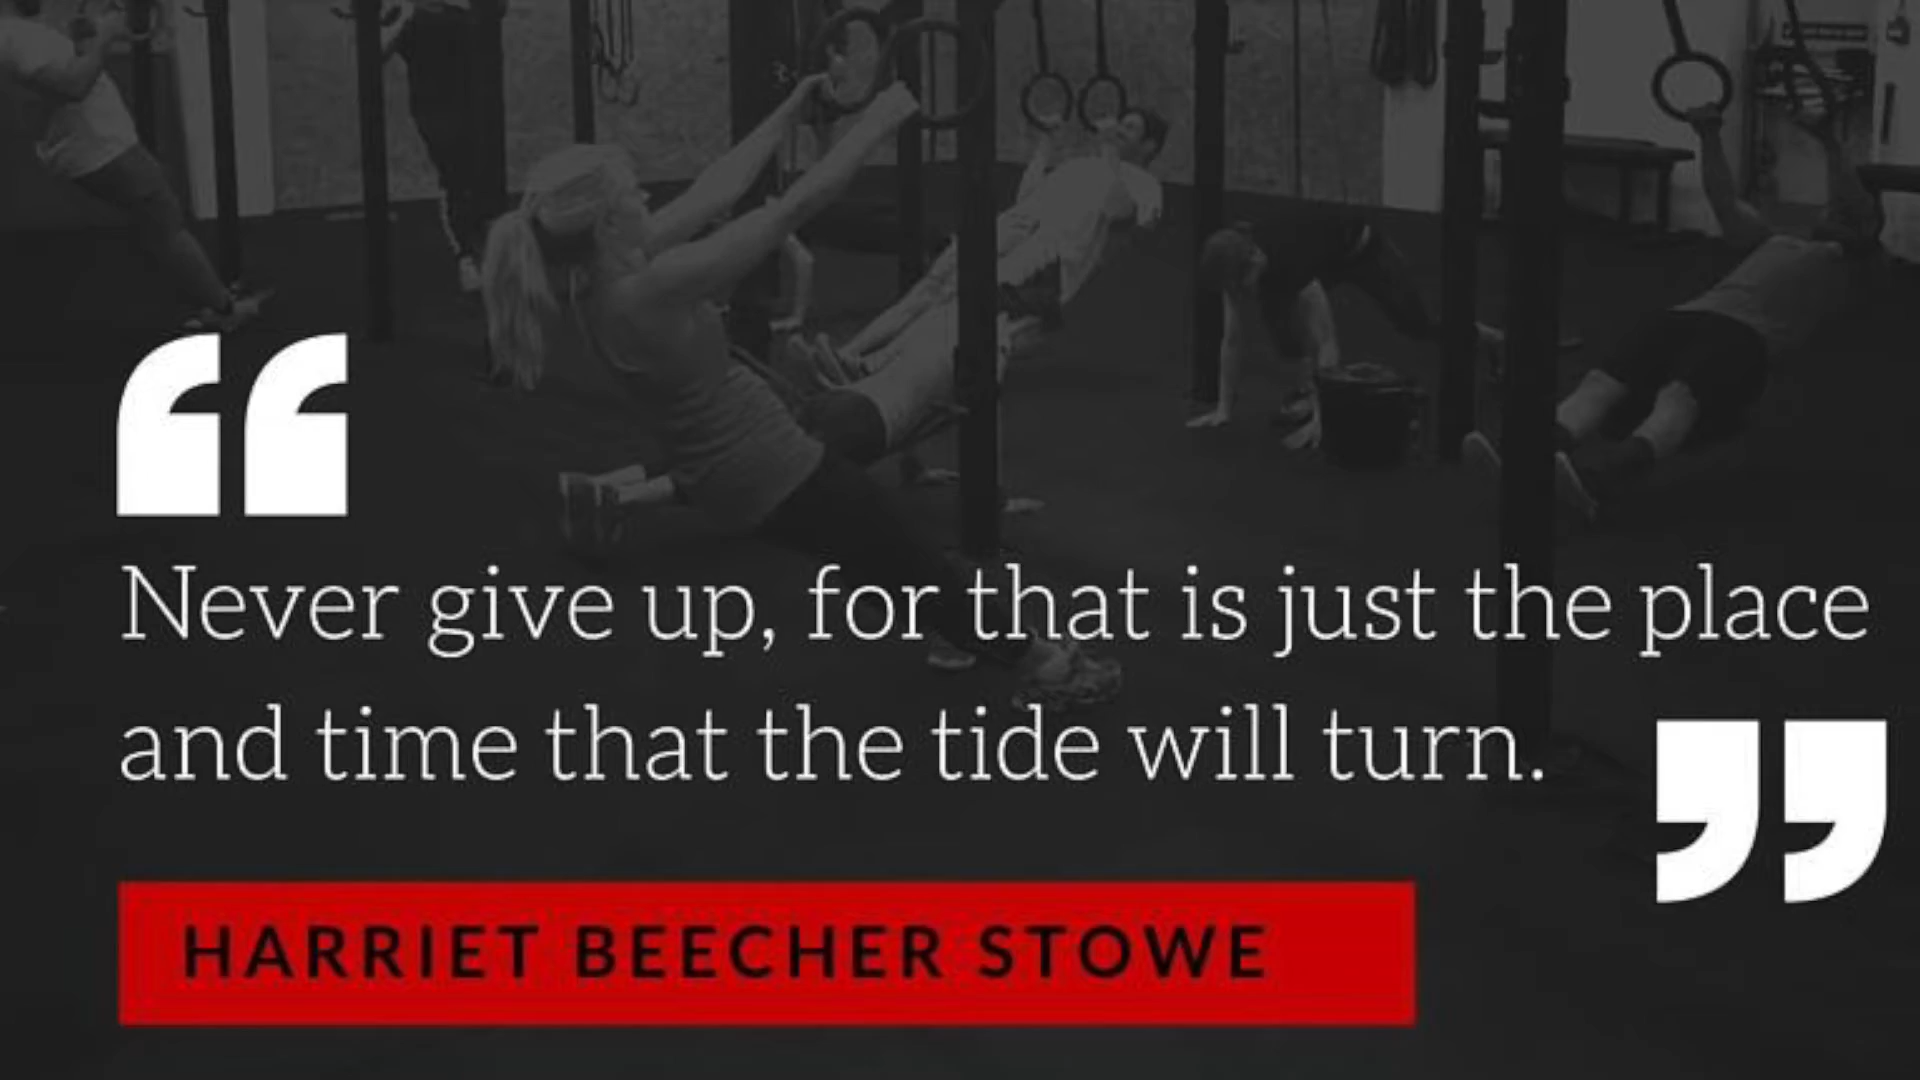 “
Never give up, for that is just the place
and time that the tide will turn.
”
HARRIET BEECHER STOWE